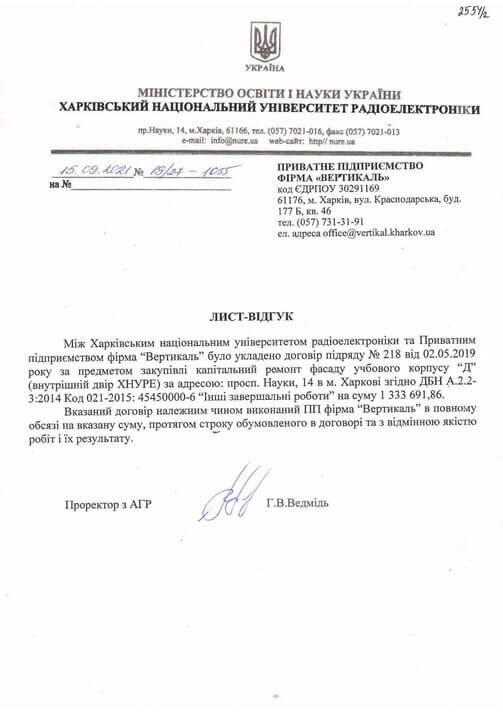 2554/2
УКРАЇНА
МІНІСТЕРСТВО ОСВІТИ І НАУКИ УКРАЇНИ
ХАРКІВСЬКИЙ НАЦІОНАЛЬНИЙ УНІВЕРСИТЕТ РАДІОЕЛЕКТРОНІКИ
пр.Науки, 14, м.Харків, 61166, тел. (057) 7021-016, факс (057) 7021-013
e-mail: info@nure.ua web-сайт: http// nure.ua
15.09.2021 № 19/27 – 1055
на №
ПРИВАТНЕ ПІДПРИЄМСТВО
ФІРМА «ВЕРТИКАЛЬ»
код ЄДРПОУ 30291169
61176, м. Харків, вул. Краснодарська, буд.
177 Б, кв. 46
тел. (057) 731-31-91
ел. адреса office@vertikal.kharkov.ua
ЛИСТ-ВІДГУК
Між Харківським національним університетом радіоелектроніки та Приватним
підприємством фірма “Вертикаль” було укладено договір підряду № 218 від 02.05.2019
року за предметом закупівлі капітальний ремонт фасаду учбового корпусу “Д”
(внутрішній двір ХНУРЕ) за адресою: просп. Науки, 14 в м. Харкові згідно ДБН А.2.2-
3:2014 Код 021-2015: 45450000-6 “Інші завершальні роботи” на суму 1 333 691,86.
Вказаний договір належним чином виконаний ПП фірма “Вертикаль” в повному
обсязі на вказану суму, протягом строку обумовленого в договорі та з відмінною якістю
робіт і їх результату.
Проректор з АГР Г.В.Ведмідь